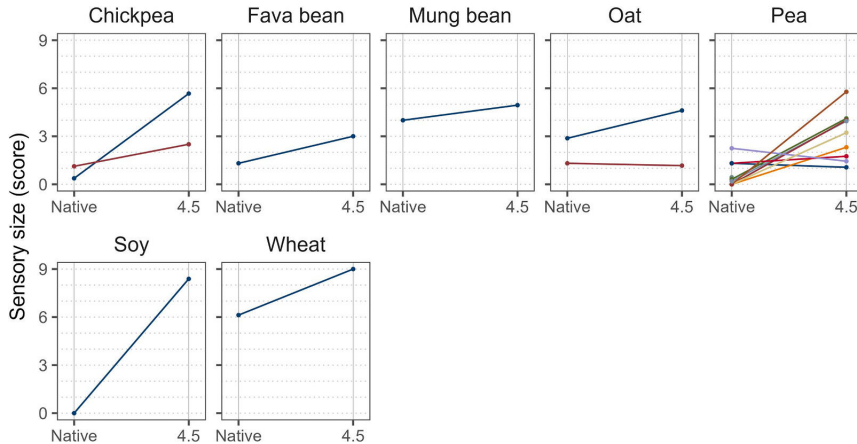 Chickpea Fava bean Mung bean Oat Pea
9
6
3
0
Native 4.5 Native 4.5 Native 4.5 Native 4.5 Native 4.5
Sensory size (score)
Soy Wheat
9
6
3
0
Native 4.5 Native 4.5